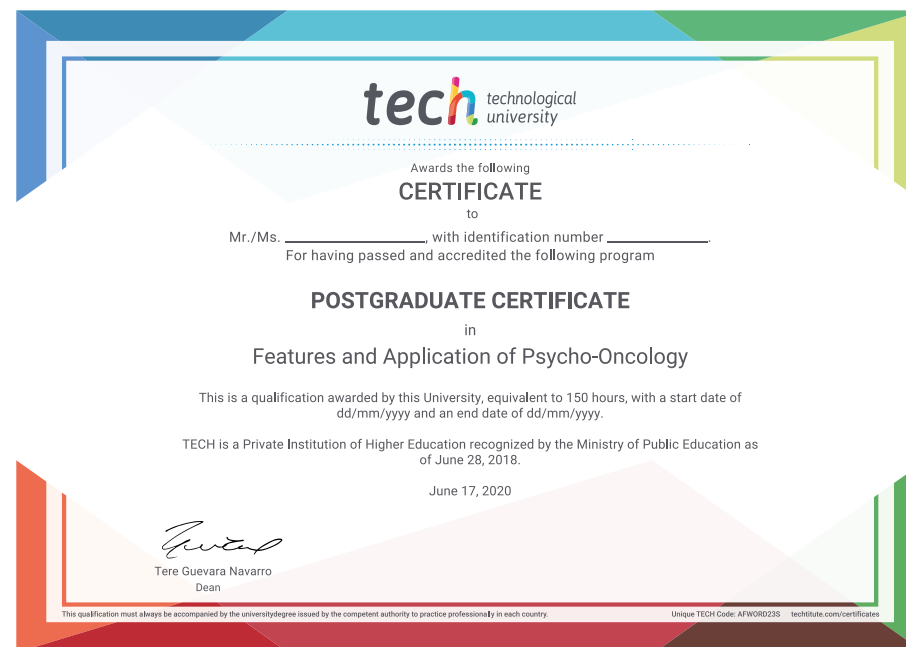 tech technological
university
Awards the following
CERTIFICATE
to
Mr./Ms. ____________________, with identification number ______________.
For having passed and accredited the following program
POSTGRADUATE CERTIFICATE
in
Features and Application of Psycho-Oncology
This is a qualification awarded by this University, equivalent to 150 hours, with a start date of
dd/mm/yyyy and an end date of dd/mm/yyyy.
TECH is a Private Institution of Higher Education recognized by the Ministry of Public Education as
of June 28, 2018.
June 17, 2020
Tere Guevara Navarro
Dean
This qualification must always be accompanied by the universitydegree issued by the competent authority to practice professionally in each country. Unique TECH Code: AFWORD23S techtitute.com/certificates